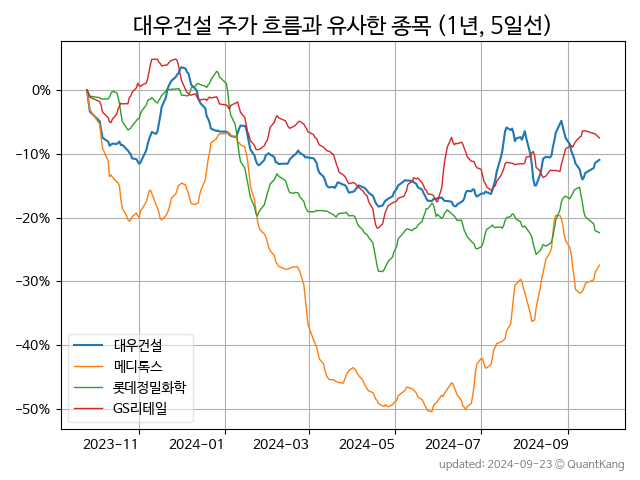 대우건설 주가 흐름과 유사한 종목 (1년, 5일선)
0%
−10%
−20%
−30%
−40%
−50%
대우건설
메디톡스
롯데정밀화학
GS리테일
2023−11
2024−01
2024−03
2024−05
2024−07
2024−09
updated: 2024-09-23 © QuantKang